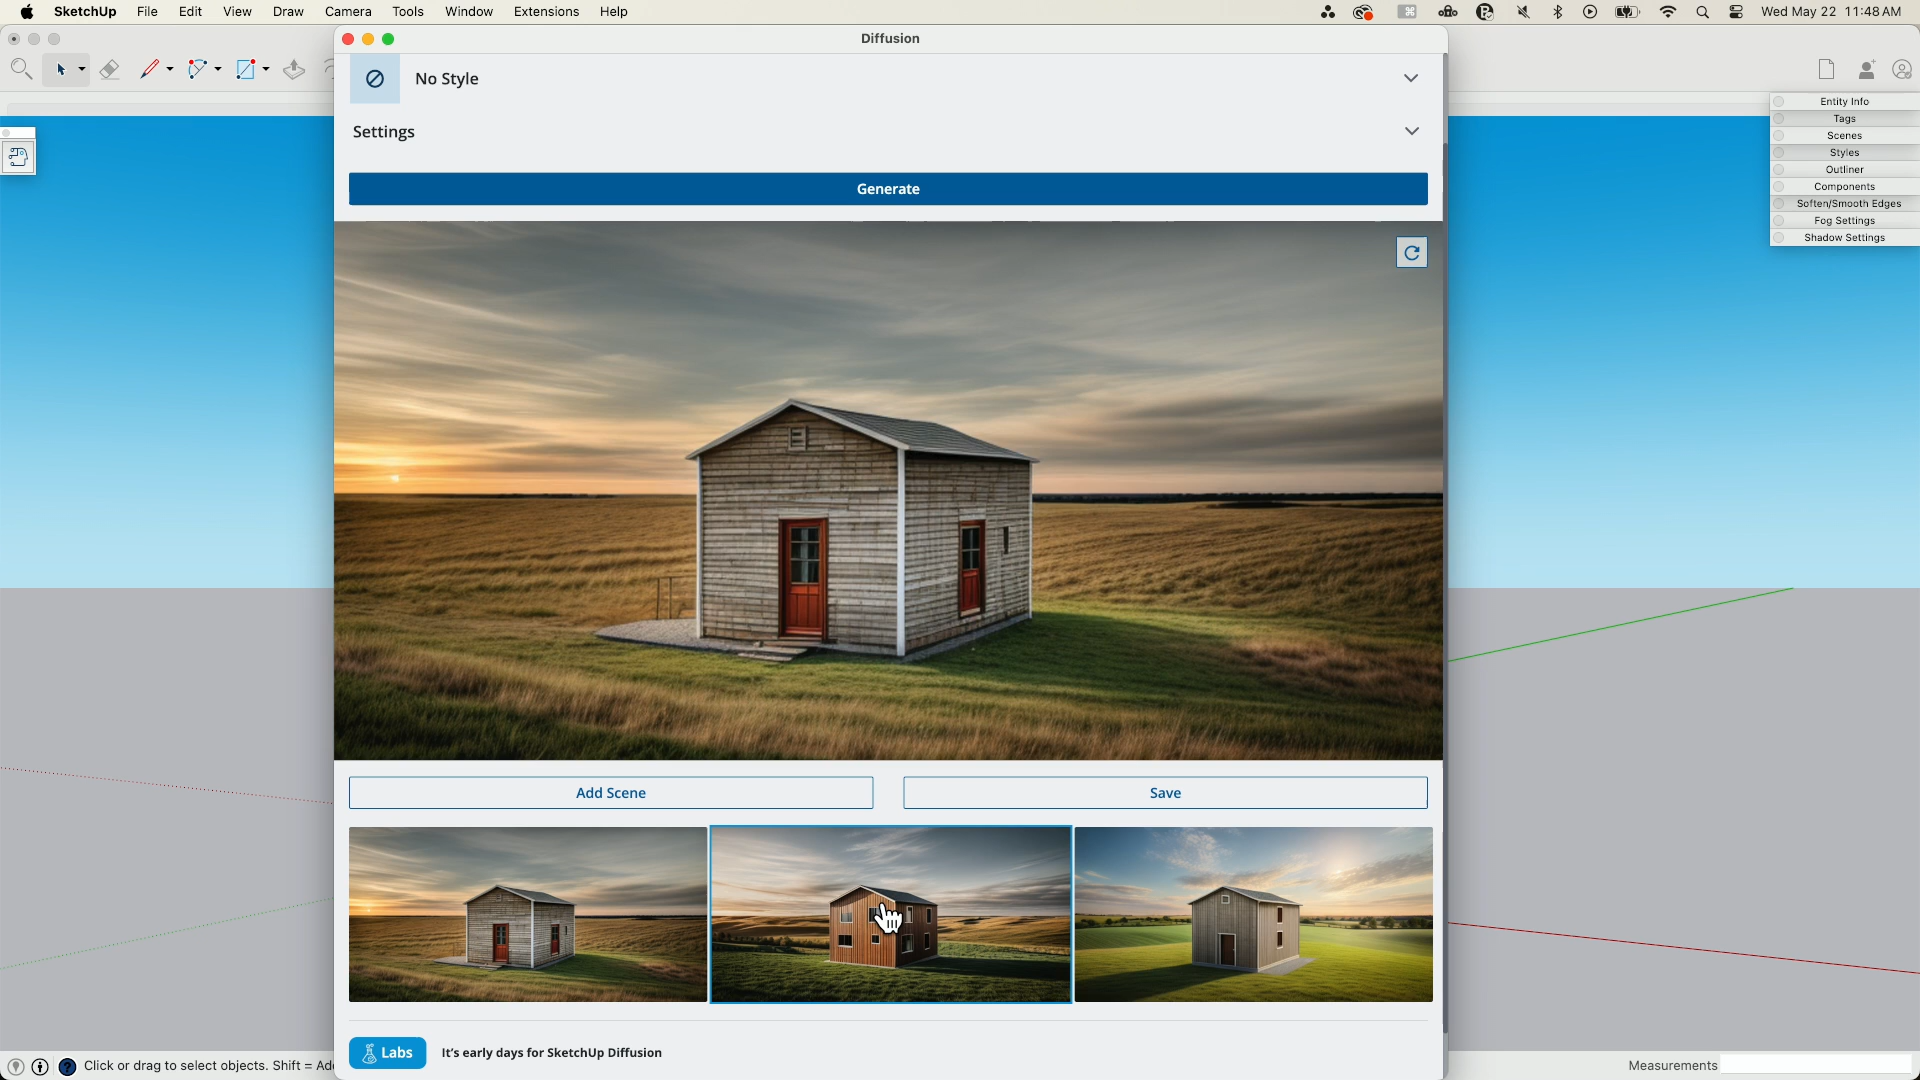 SketchUp File Edit View Draw Camera Tools Window Extensions Help Wed May 22 11:48 AM
Diffusion
No Style
Settings
Generate
Entity Info
Tags
Scenes
Styles
Outliner
Components
Soften/Smooth Edges
Fog Settings
Shadow Settings
Add Scene Save
Labs It's early days for SketchUp Diffusion
Click or drag to select objects. Shift = Add
Measurements